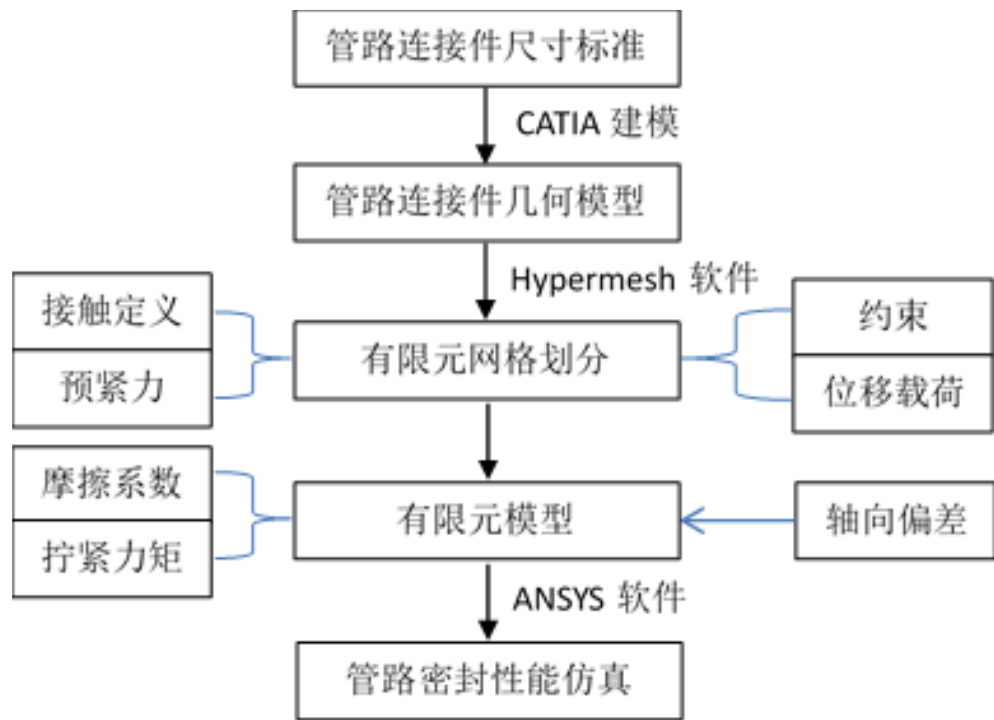 管路连接件尺寸标准
CATIA 建模
管路连接件几何模型
Hypermesh 软件
接触定义
预紧力
有限元网格划分
约束
位移载荷
摩擦系数
拧紧力矩
有限元模型
轴向偏差
ANSYS 软件
管路密封性能仿真